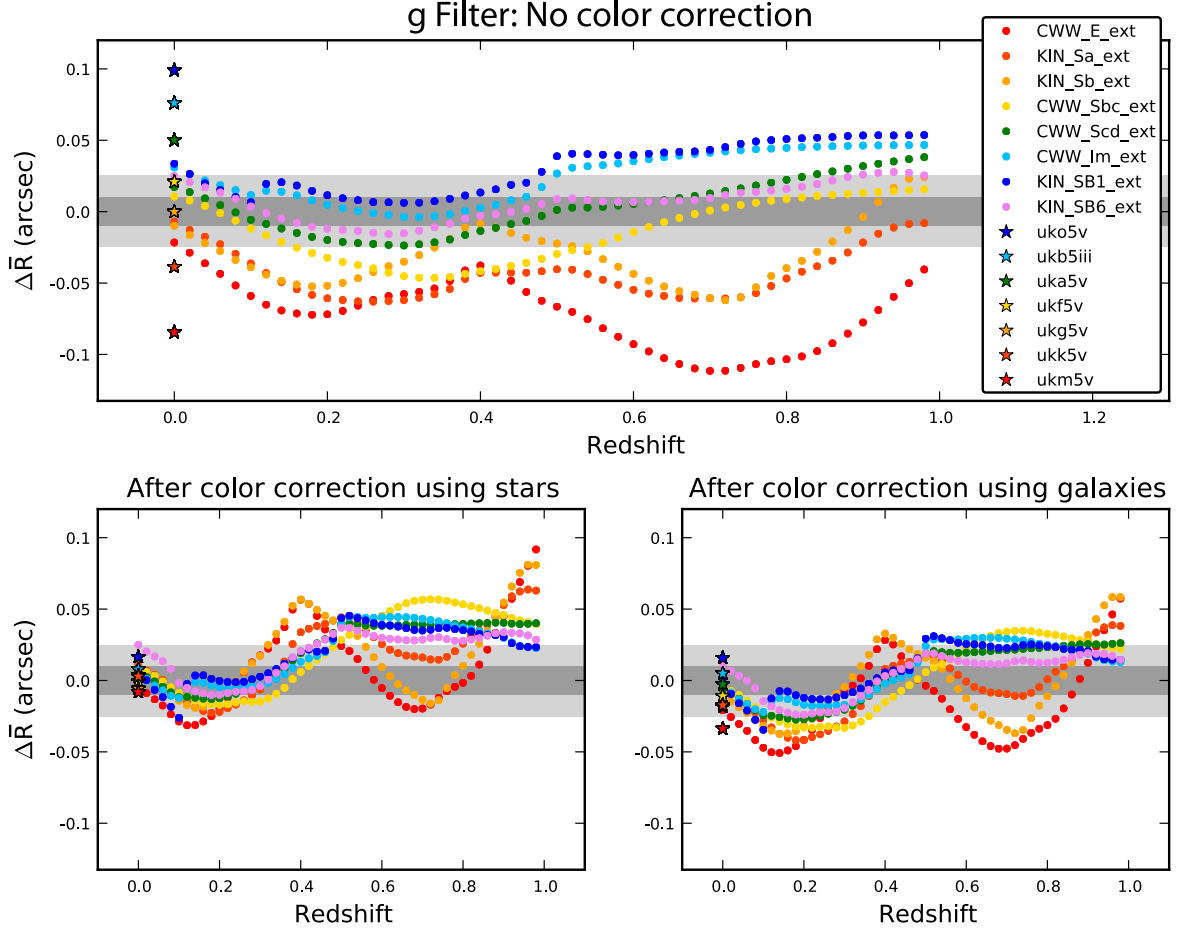 g Filter: No color correction
0.1
0.05
0.0
-0.05
-0.1
ΔR̅ (arcsec)
0.0 0.2 0.4 0.6 0.8 1.0 1.2
Redshift
CWW_E_ext
KIN_Sa_ext
KIN_Sb_ext
CWW_Sbc_ext
CWW_Scd_ext
CWW_Im_ext
KIN_SB1_ext
KIN_SB6_ext
uko5v
ukb5iii
uka5v
ukf5v
ukg5v
ukk5v
ukm5v
After color correction using stars
0.1
0.05
0.0
-0.05
-0.1
ΔR̅ (arcsec)
0.0 0.2 0.4 0.6 0.8 1.0
Redshift
After color correction using galaxies
0.1
0.05
0.0
-0.05
-0.1
0.0 0.2 0.4 0.6 0.8 1.0
Redshift